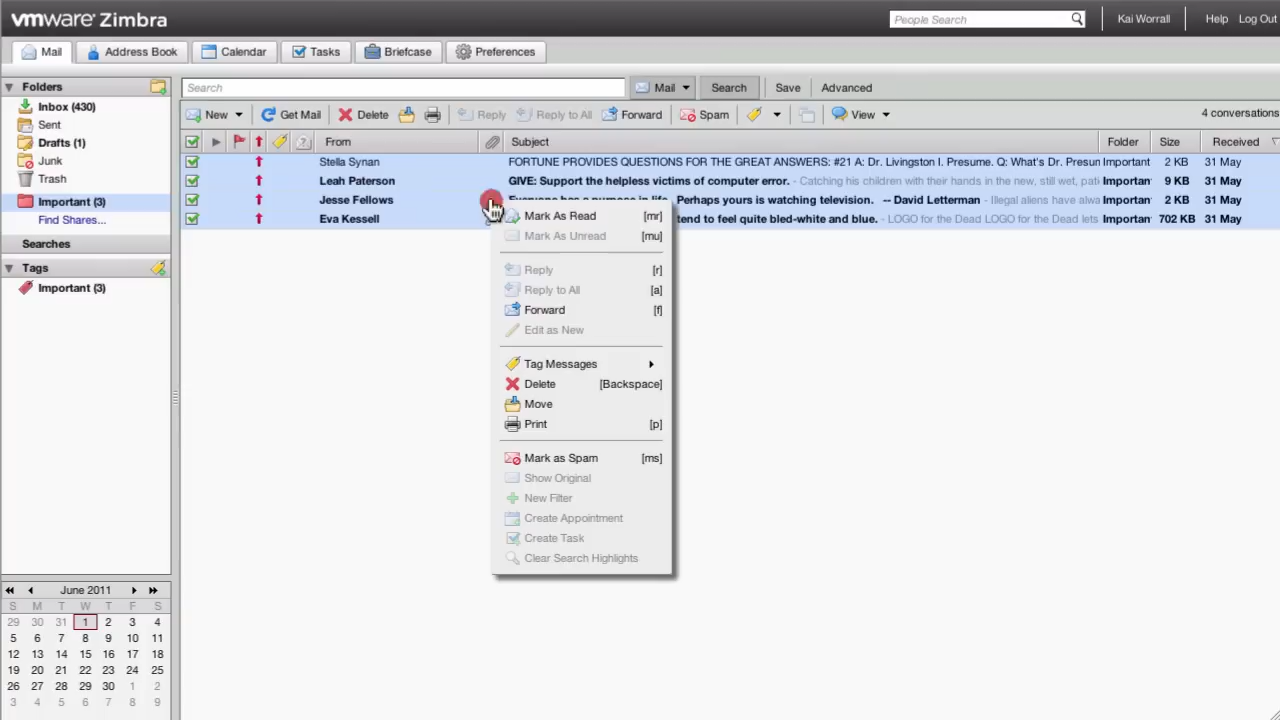 vmware Zimbra People Search Kai Worrall Help Log Out
Mail Address Book Calendar Tasks Briefcase Preferences
Folders
Inbox (430)
Sent
Drafts (1)
Junk
Trash
Important (3)
Find Shares...
Searches
Tags
Important (3)
Search Mail Search Save Advanced
New Get Mail Delete Reply Reply to All Forward Spam View 4 conversations
From Subject Folder Size Received
Stella Synan FORTUNE PROVIDES QUESTIONS FOR THE GREAT ANSWERS: #21 A: Dr. Livingston I. Presume. Q: What's Dr. Presun Important 2 KB 31 May
Leah Paterson GIVE: Support the helpless victims of computer error. - Catching his children with their hands in the new, still wet, pati Importan 9 KB 31 May
Jesse Fellows Everyone has a purpose in life. Perhaps yours is watching television. -- David Letterman - Illegal aliens have alwa Importan 2 KB 31 May
Eva Kessell tend to feel quite bled-white and blue. - LOGO for the Dead LOGO for the Dead lets Importan 702 KB 31 May
Mark As Read [mr]
Mark As Unread [mu]
Reply [r]
Reply to All [a]
Forward [f]
Edit as New
Tag Messages
Delete [Backspace]
Move
Print [p]
Mark as Spam [ms]
Show Original
New Filter
Create Appointment
Create Task
Clear Search Highlights
June 2011
S M T W T F S
29 30 31 1 2 3 4
5 6 7 8 9 10 11
12 13 14 15 16 17 18
19 20 21 22 23 24 25
26 27 28 29 30 1 2
3 4 5 6 7 8 9